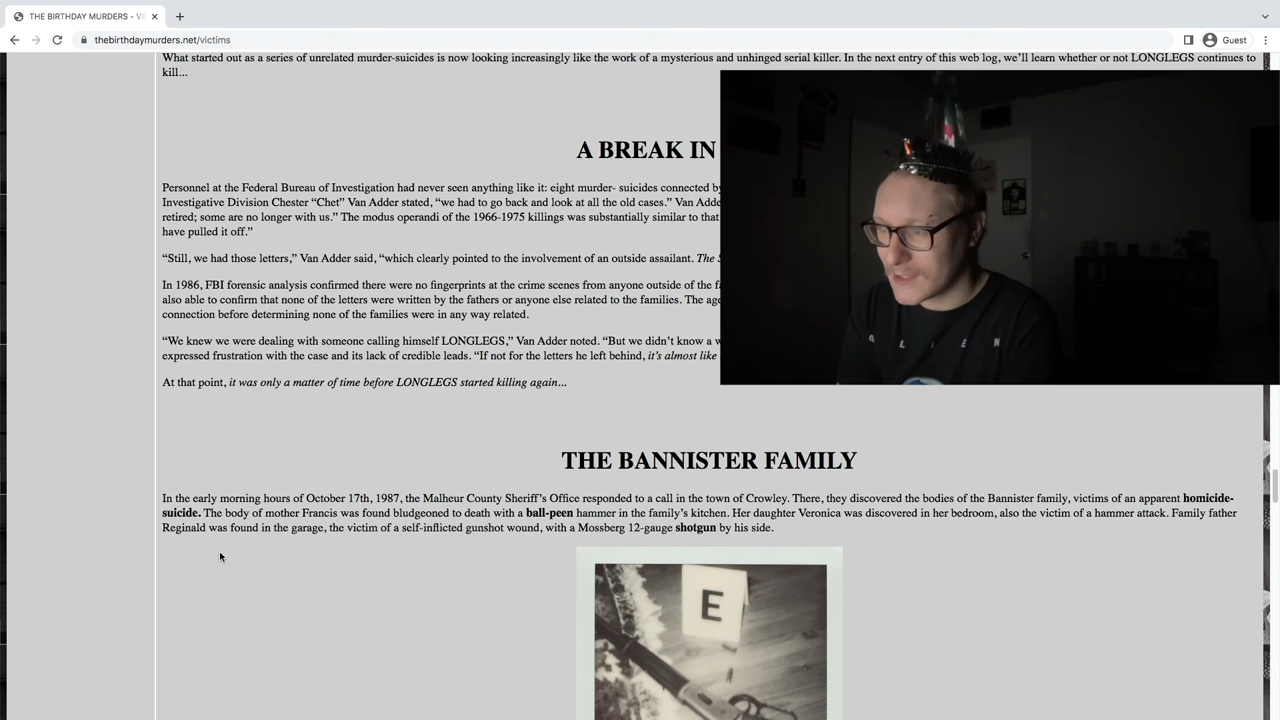 THE BIRTHDAY MURDERS - VI
thebirthdaymurders.net/victims
Guest
What started out as a series of unrelated murder-suicides is now looking increasingly like the work of a mysterious and unhinged serial killer. In the next entry of this web log, we'll learn whether or not LONGLEGS continues to
kill...
A BREAK IN
Personnel at the Federal Bureau of Investigation had never seen anything like it: eight murder- suicides connected by
Investigative Division Chester “Chet” Van Adder stated, “we had to go back and look at all the old cases.” Van Adde
retired; some are no longer with us.” The modus operandi of the 1966-1975 killings was substantially similar to that
have pulled it off.”
“Still, we had those letters,” Van Adder said, “which clearly pointed to the involvement of an outside assailant. The S
In 1986, FBI forensic analysis confirmed there were no fingerprints at the crime scenes from anyone outside of the fa
also able to confirm that none of the letters were written by the fathers or anyone else related to the families. The age
connection before determining none of the families were in any way related.
“We knew we were dealing with someone calling himself LONGLEGS,” Van Adder noted. “But we didn't know a w
expressed frustration with the case and its lack of credible leads. “If not for the letters he left behind, it's almost like
At that point, it was only a matter of time before LONGLEGS started killing again...
A L I E N
THE BANNISTER FAMILY
In the early morning hours of October 17th, 1987, the Malheur County Sheriff's Office responded to a call in the town of Crowley. There, they discovered the bodies of the Bannister family, victims of an apparent homicide-
suicide. The body of mother Francis was found bludgeoned to death with a ball-peen hammer in the family's kitchen. Her daughter Veronica was discovered in her bedroom, also the victim of a hammer attack. Family father
Reginald was found in the garage, the victim of a self-inflicted gunshot wound, with a Mossberg 12-gauge shotgun by his side.
E